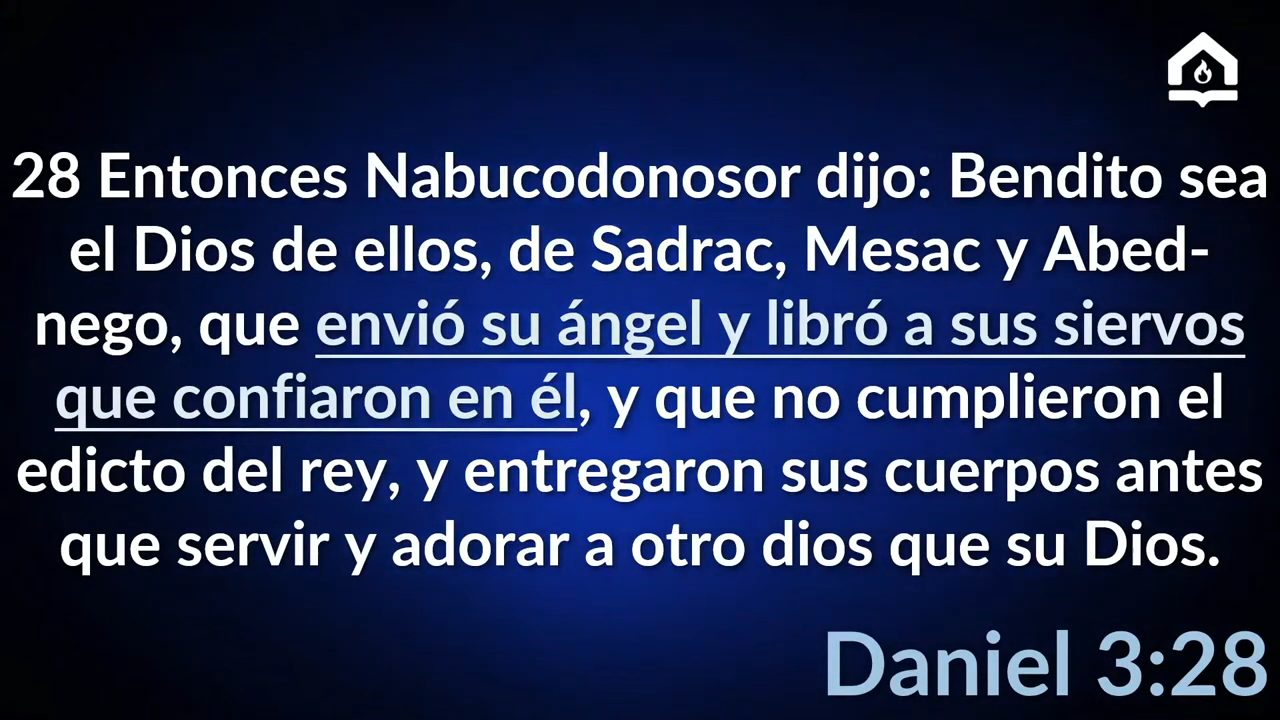 28 Entonces Nabucodonosor dijo: Bendito sea
el Dios de ellos, de Sadrac, Mesac y Abed-
nego, que envió su ángel y libró a sus siervos
que confiaron en él, y que no cumplieron el
edicto del rey, y entregaron sus cuerpos antes
que servir y adorar a otro dios que su Dios.
Daniel 3:28